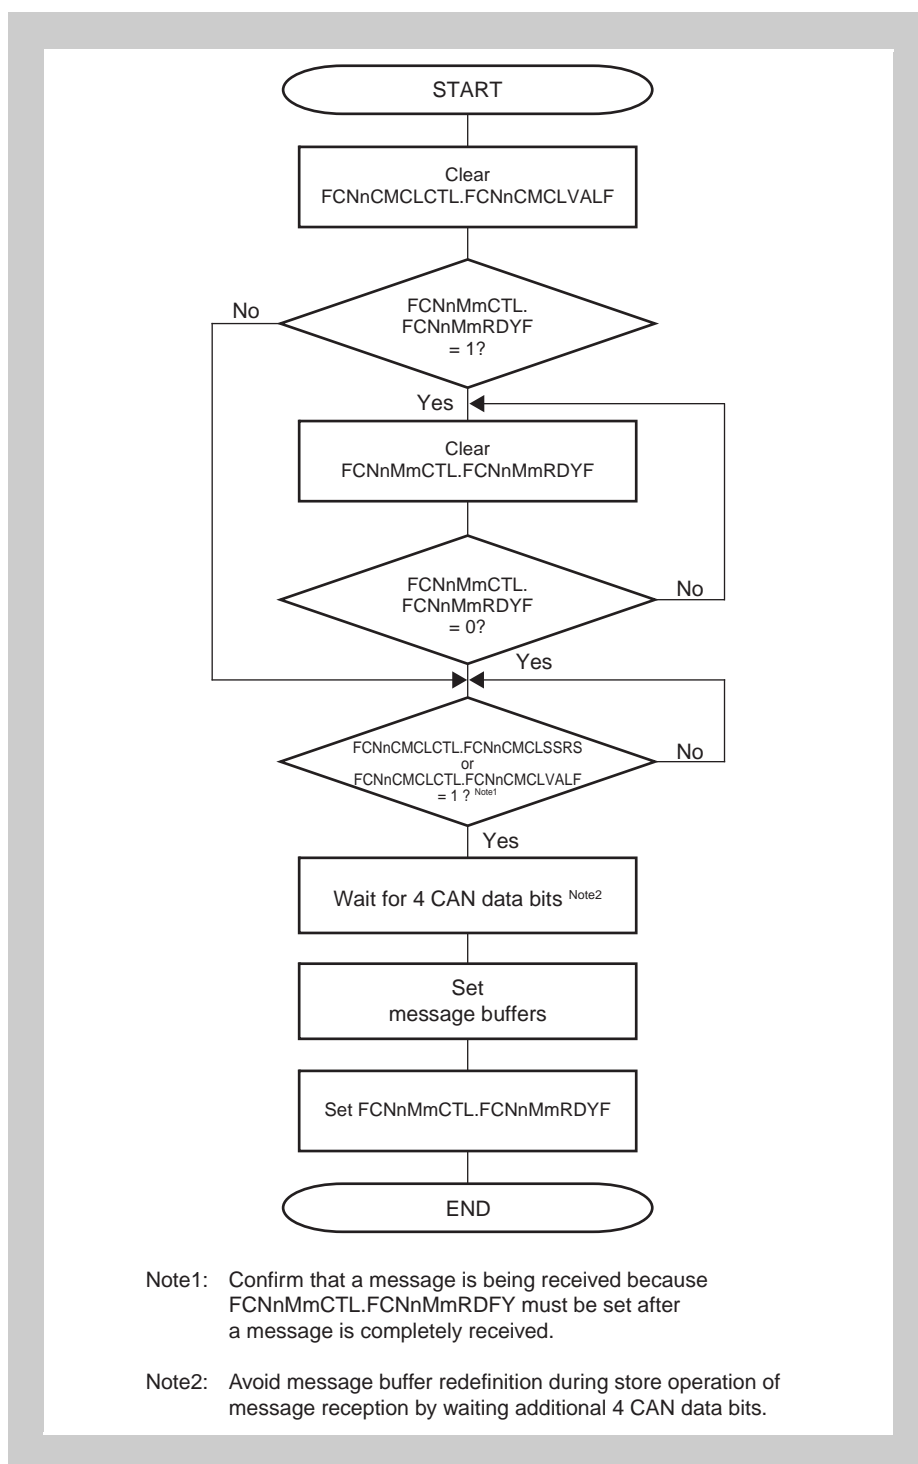 START
Clear
FCNnCMCLCTL.FCNnCMCLVALF
FCNnMmCTL.
FCNnMmRDYF
= 1?
No
Yes
Clear
FCNnMmCTL.FCNnMmRDYF
FCNnMmCTL.
FCNnMmRDYF
= 0?
No
Yes
FCNnCMCLCTL.FCNnCMCLSSRS
or
FCNnCMCLCTL.FCNnCMCLVALF
= 1 ? Note1
No
Yes
Wait for 4 CAN data bits Note2
Set
message buffers
Set FCNnMmCTL.FCNnMmRDYF
END
Note1: Confirm that a message is being received because
FCNnMmCTL.FCNnMmRDFY must be set after
a message is completely received.
Note2: Avoid message buffer redefinition during store operation of
message reception by waiting additional 4 CAN data bits.